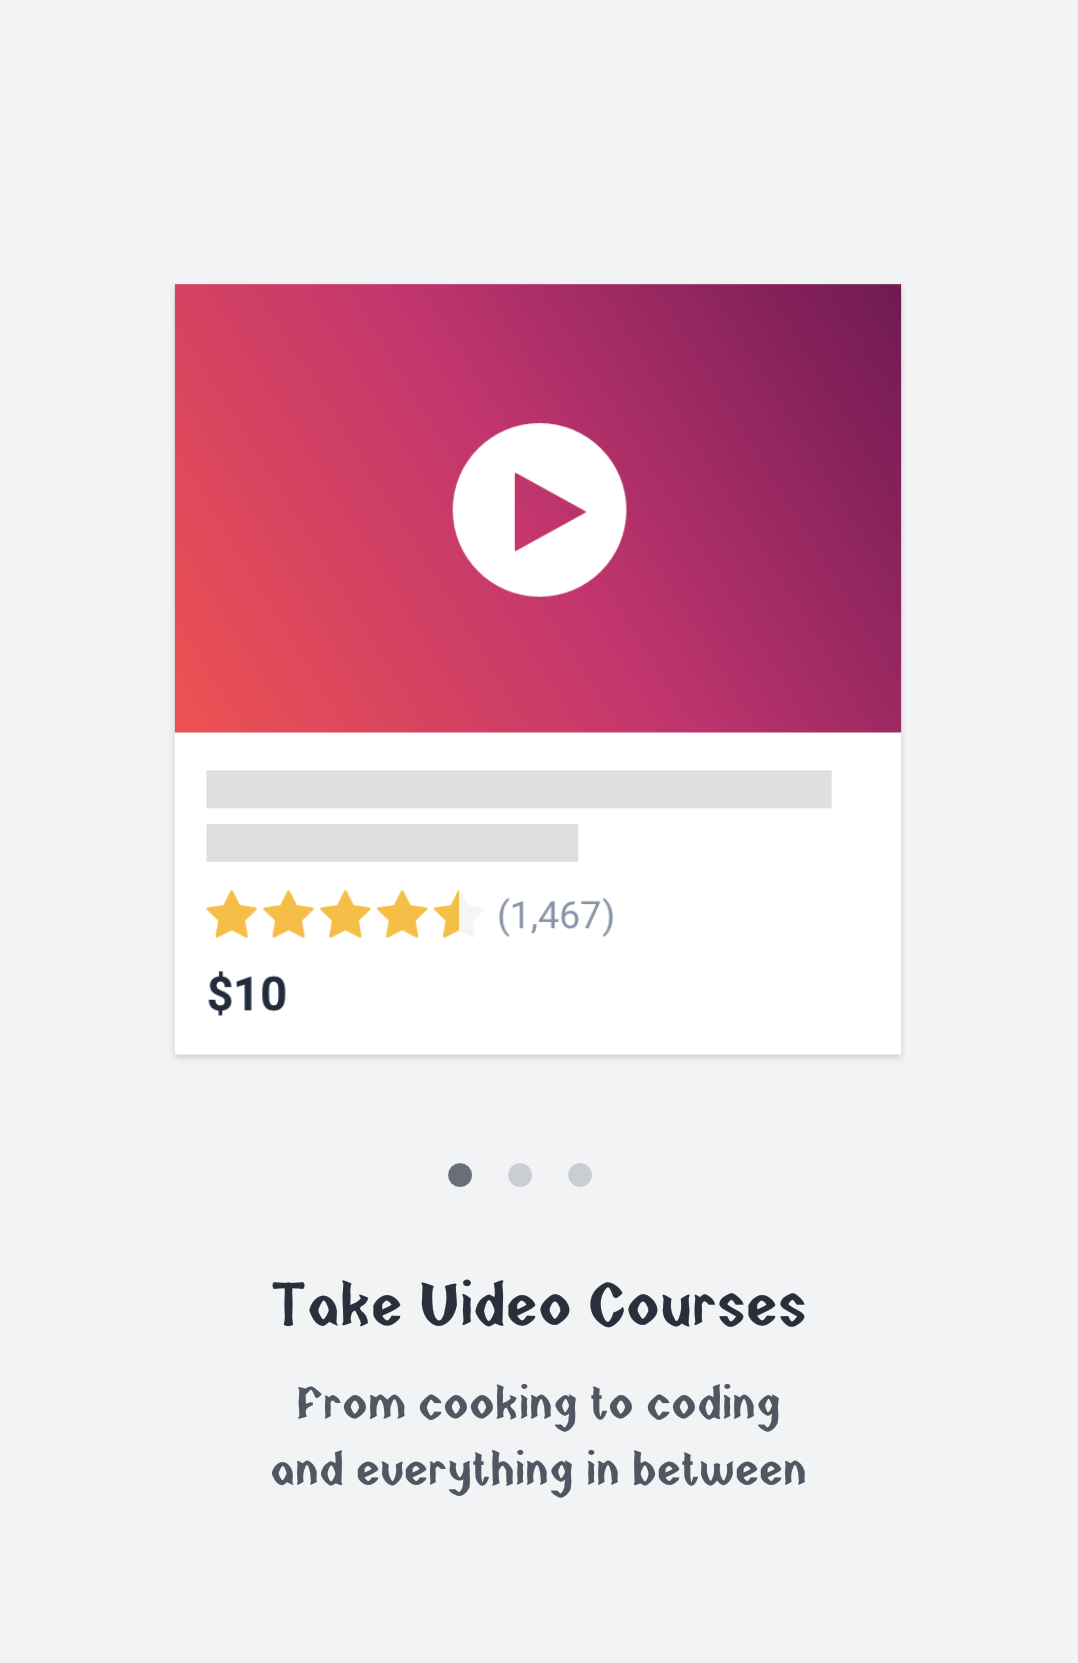 (1,467)
$10
Take Video Courses
From cooking to coding
and everything in between